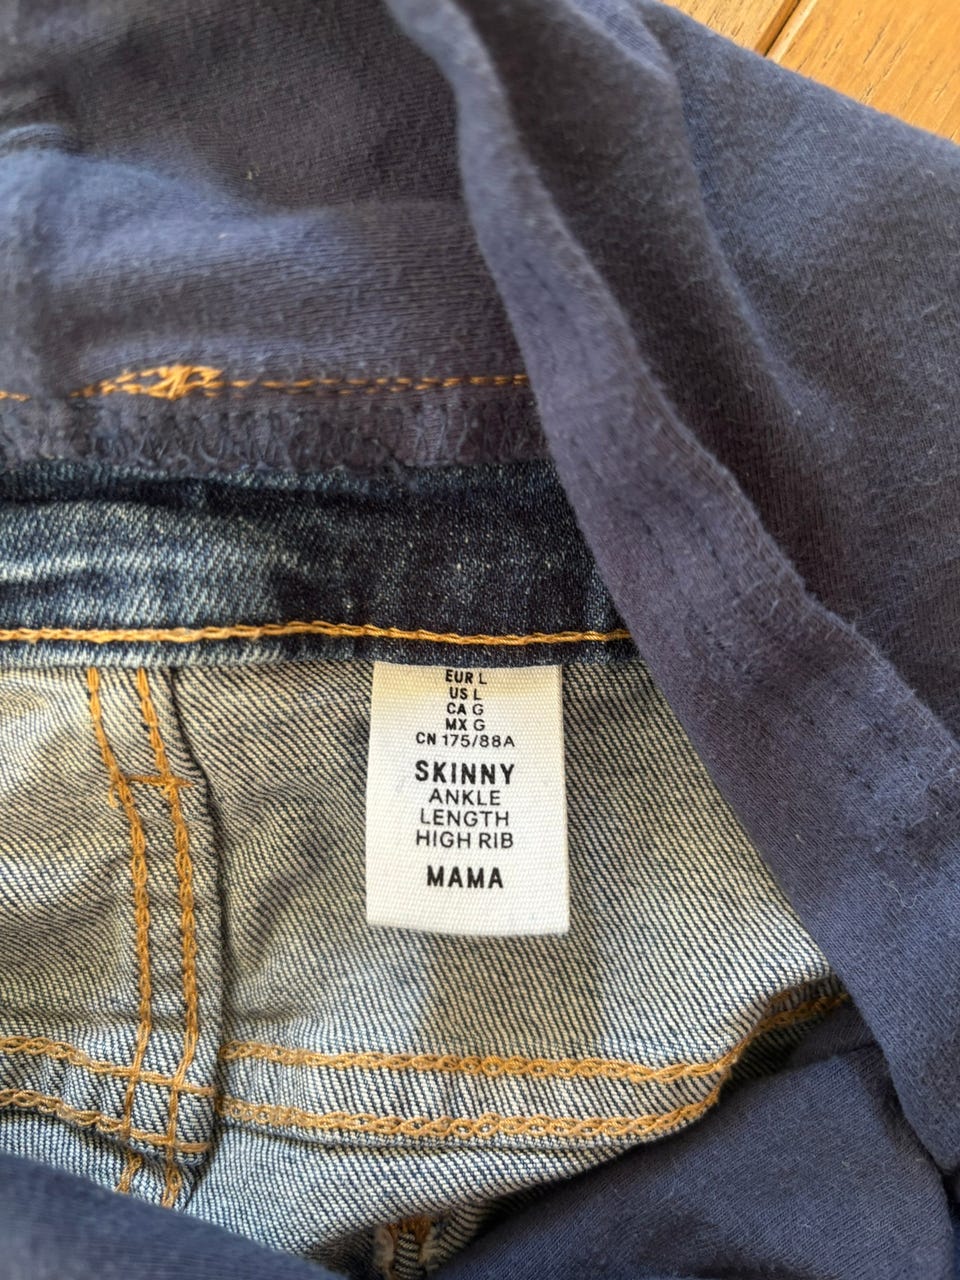 EUR L
US L
CA G
MX G
CN 175/88A
SKINNY
ANKLE
LENGTH
HIGH RIB
MAMA